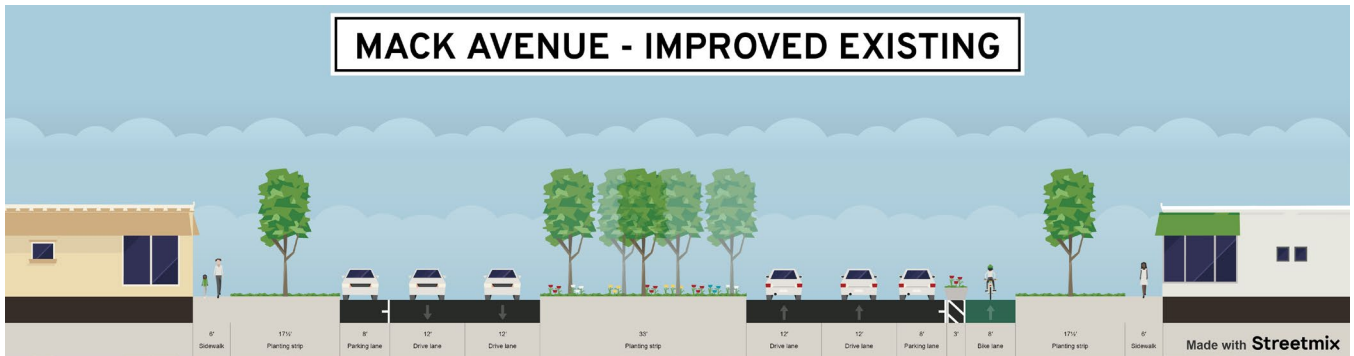 MACK AVENUE - IMPROVED EXISTING
6' 17½' 8' 12' 12' 33' 12' 12' 8' 3' 8' 17½' 6'
Sidewalk Planting strip Parking lane Drive lane Drive lane Planting strip Drive lane Drive lane Parking lane Bike lane Planting strip Sidewalk
Made with Streetmix